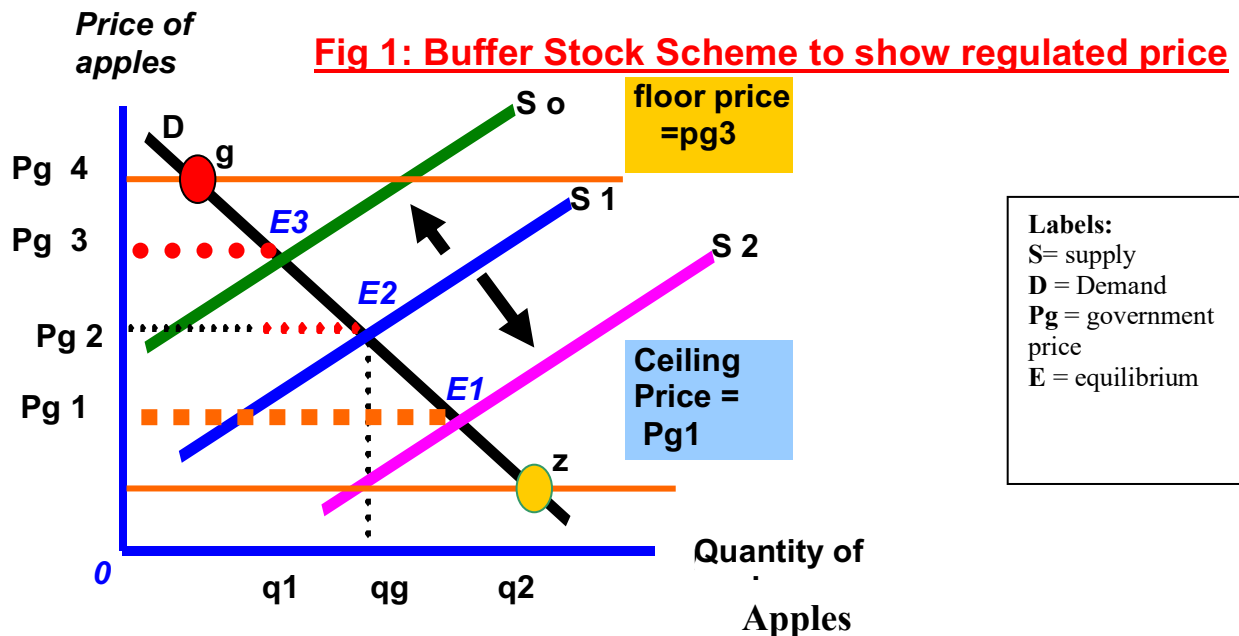 Price of
apples
Fig 1: Buffer Stock Scheme to show regulated price
floor price
=pg3
S o
D
g
Pg 4
S 1
E3
Pg 3
S 2
Labels:
S= supply
D = Demand
Pg = government
price
E = equilibrium
E2
Pg 2
Ceiling
Price =
Pg1
E1
Pg 1
z
Quantity of
0
q1
qg
q2
Apples